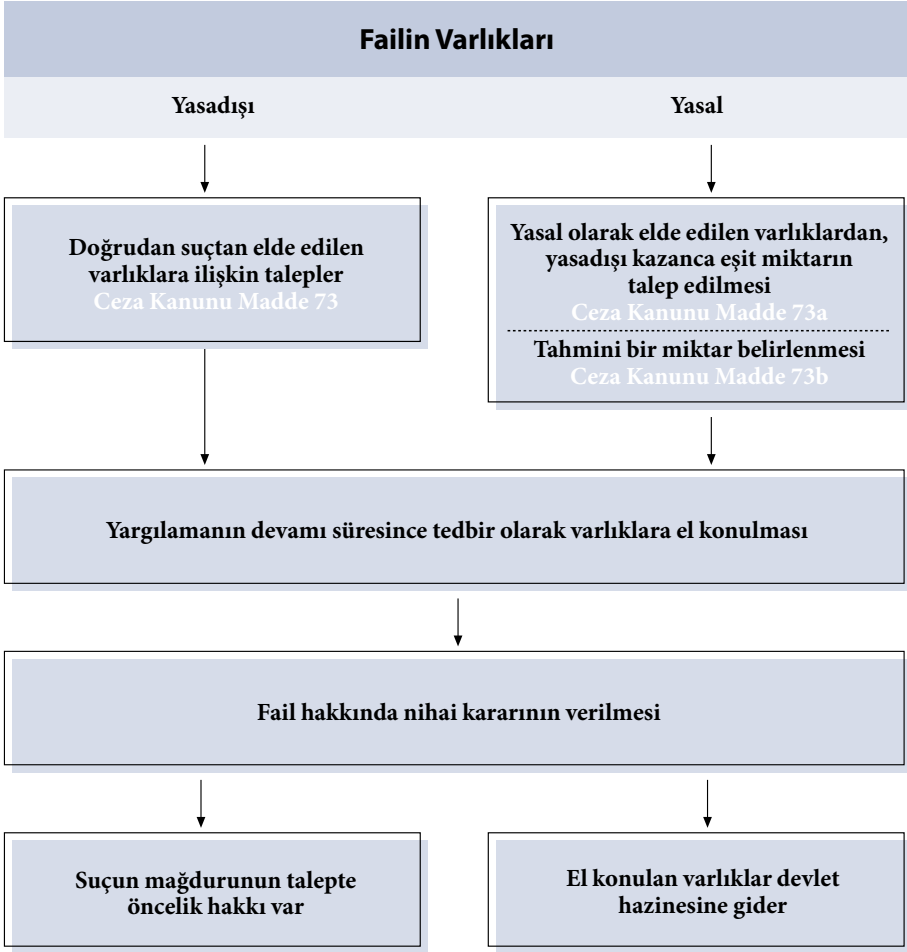 Failin Varlıkları
Yasadışı
Yasal
Doğrudan suçtan elde edilen
varlıklara ilişkin talepler
Ceza Kanunu Madde 73
Yasal olarak elde edilen varlıklardan,
yasadışı kazanca eşit miktarın
talep edilmesi
Ceza Kanunu Madde 73a
Tahmini bir miktar belirlenmesi
Ceza Kanunu Madde 73b
Yargılamanın devamı süresince tedbir olarak varlıklara el konulması
Fail hakkında nihai kararının verilmesi
Suçun mağdurunun talepte
öncelik hakkı var
El konulan varlıklar devlet
hazinesine gider